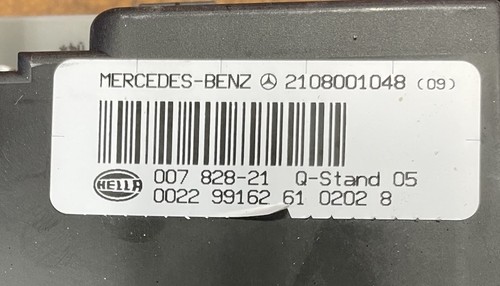 MERCEDES-BENZ 2108001048 (09)
HELLA 007 828-21 Q-Stand 05
0022 99162 61 0202 8